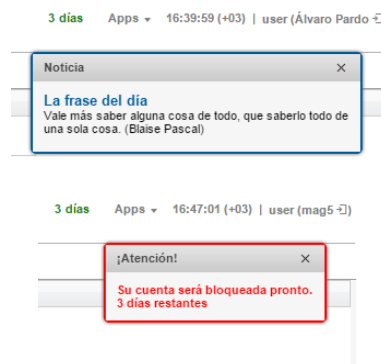 3 días Apps 16:39:59 (+03) | user (Álvaro Pardo
Noticia
La frase del día
Vale más saber alguna cosa de todo, que saberlo todo de
una sola cosa. (Blaise Pascal)
3 días Apps 16:47:01 (+03) | user (mag5)
¡Atención!
Su cuenta será bloqueada pronto.
3 días restantes